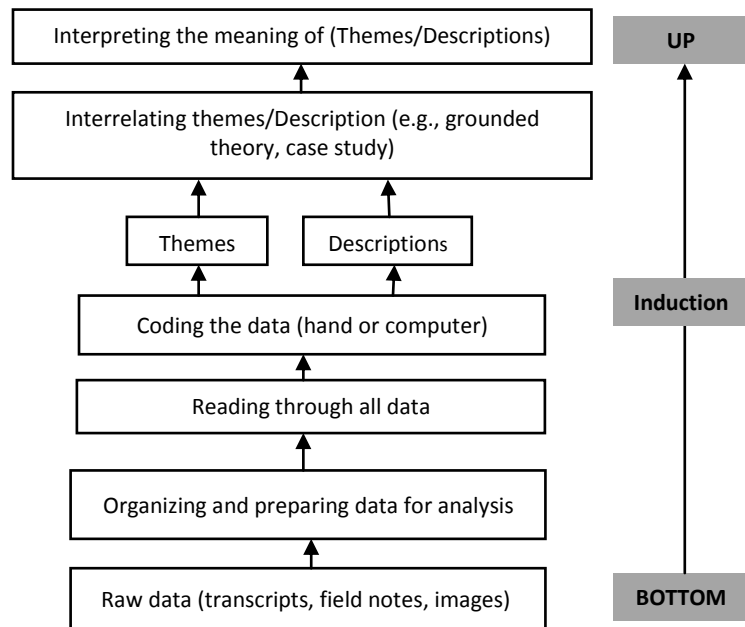 Interpreting the meaning of (Themes/Descriptions)
UP
Interrelating themes/Description (e.g., grounded
theory, case study)
Themes
Descriptions
Induction
Coding the data (hand or computer)
Reading through all data
Organizing and preparing data for analysis
Raw data (transcripts, field notes, images)
BOTTOM